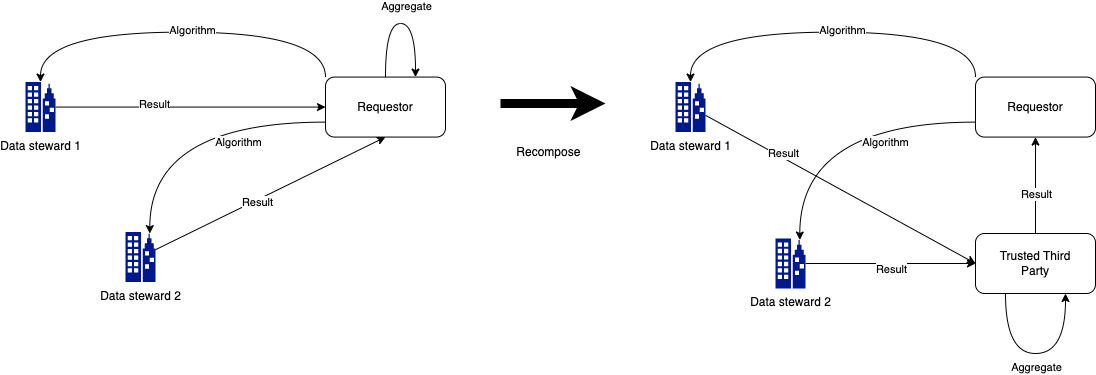 Aggregate
Algorithm
Requestor
Result
Data steward 1
Algorithm
Result
Data steward 2
Recompose
Algorithm
Requestor
Data steward 1
Result
Algorithm
Result
Trusted Third
Party
Result
Data steward 2
Aggregate